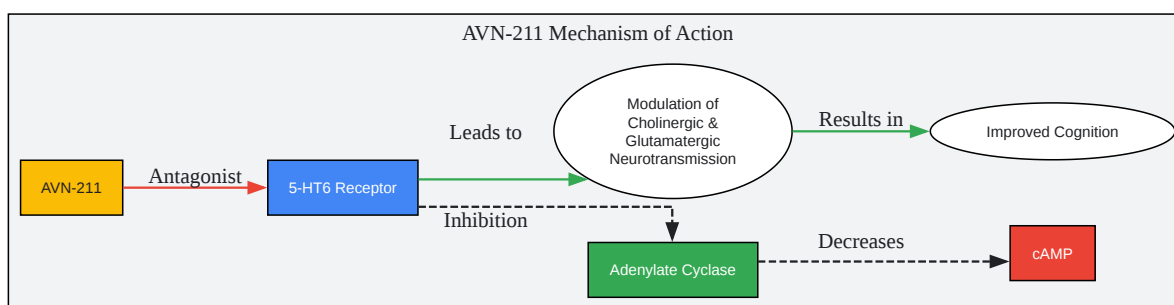 AVN-211 Mechanism of Action
Modulation of
Cholinergic &
Glutamatergic
Neurotransmission
Leads to
Results in
Improved Cognition
AVN-211
Antagonist
5-HT6 Receptor
Inhibition
Adenylate Cyclase
Decreases
cAMP